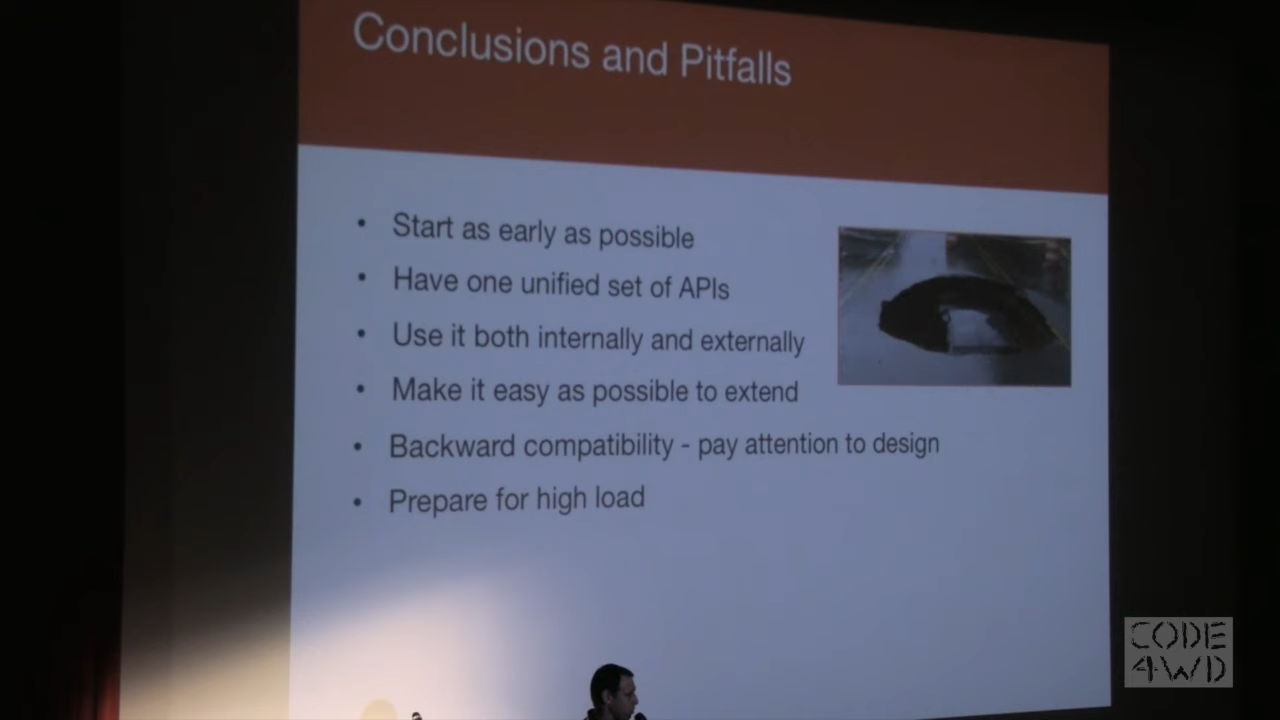 Conclusions and Pitfalls
• Start as early as possible
• Have one unified set of APIs
• Use it both internally and externally
• Make it easy as possible to extend
• Backward compatibility - pay attention to design
• Prepare for high load
CODE
4WD